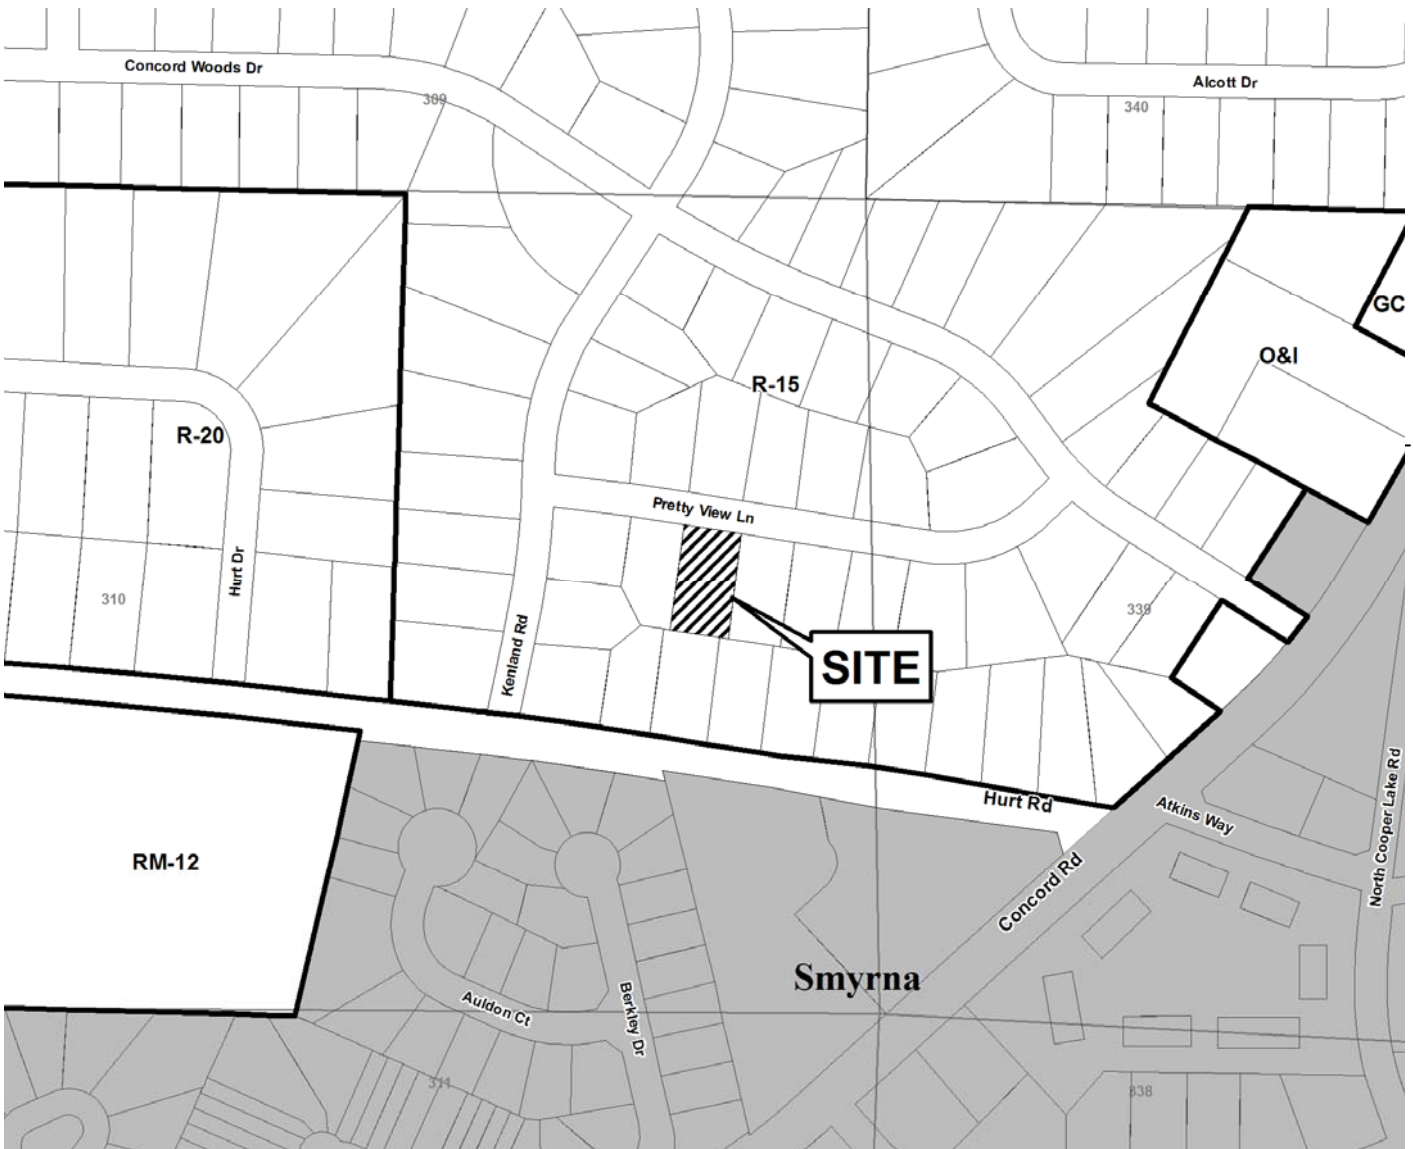 Concord Woods Dr
Alcott Dr
309
340
GC
O&I
R-15
R-20
Pretty View Ln
Hurt Dr
310
339
Kenland Rd
SITE
Hurt Rd
Atkins Way
North Cooper Lake Rd
RM-12
Concord Rd
Smyrna
Auldon Ct
Berkley Dr
311
338